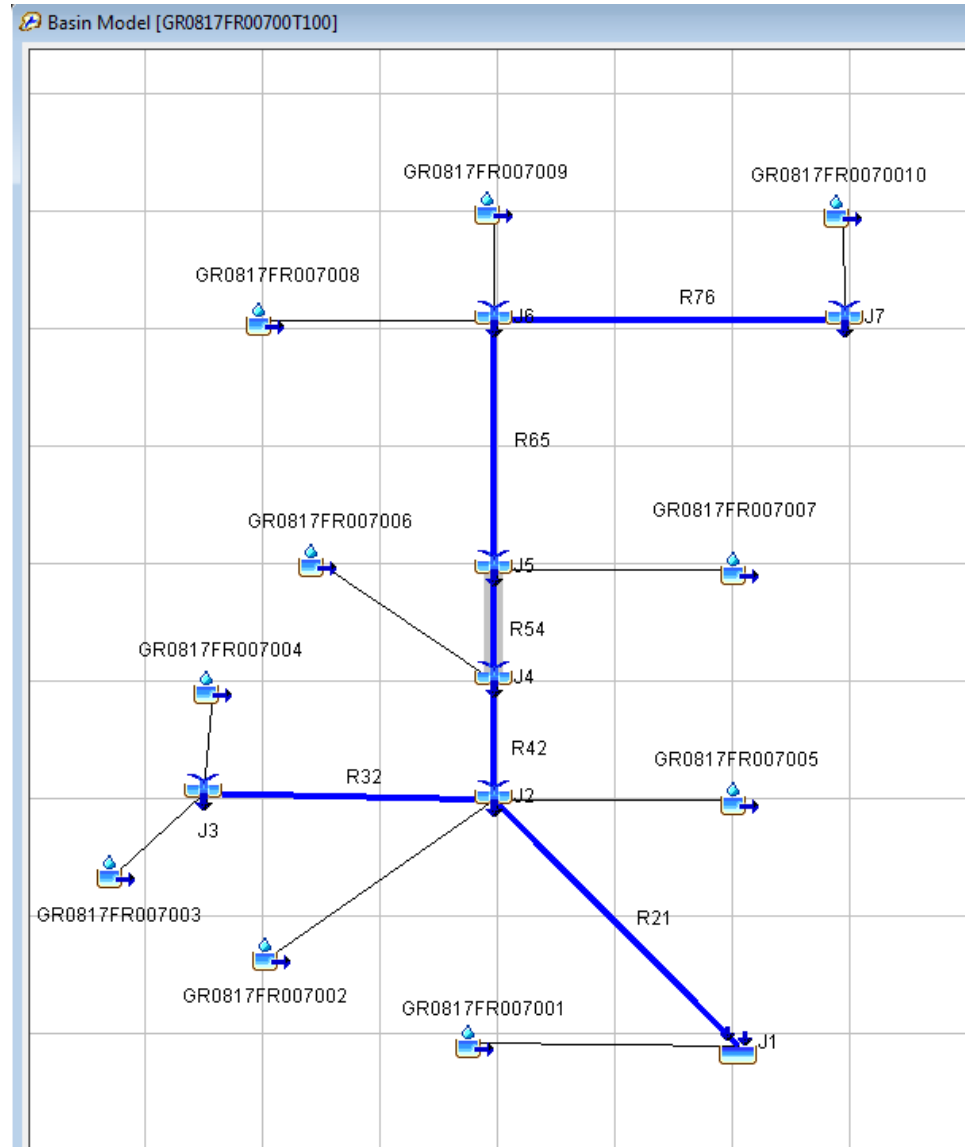 Basin Model [GR0817FR00700T100]
GR0817FR007009
GR0817FR0070010
GR0817FR007008
R76
J6
J7
R65
GR0817FR007006
GR0817FR007007
J5
R54
GR0817FR007004
J4
R42
GR0817FR007005
R32
J2
J3
GR0817FR007003
R21
GR0817FR007002
GR0817FR007001
J1